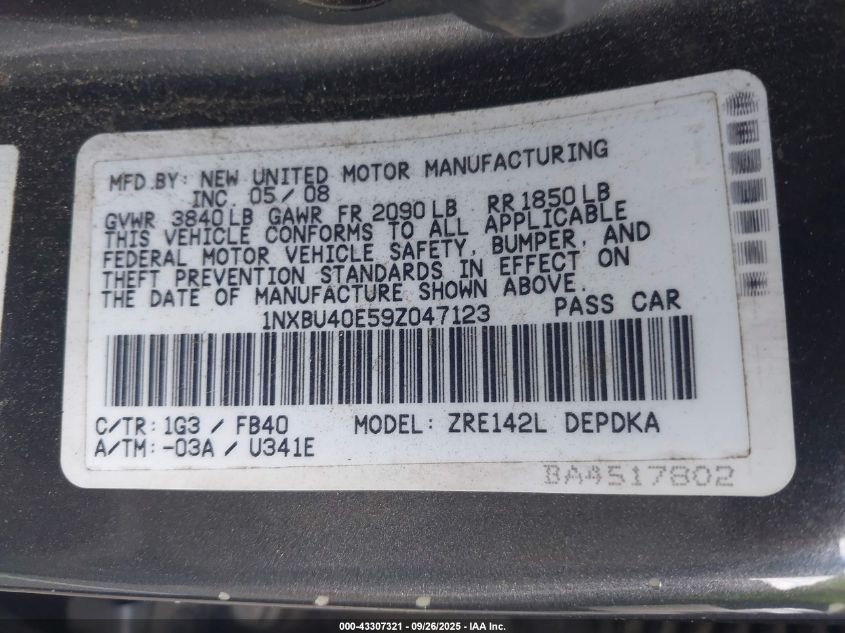 MFD.BY: NEW UNITED MOTOR MANUFACTURING
INC. 05/08
GVWR 3840LB GAWR FR 2090LB RR 1850LB
THIS VEHICLE CONFORMS TO ALL APPLICABLE
FEDERAL MOTOR VEHICLE SAFETY, BUMPER, AND
THEFT PREVENTION STANDARDS IN EFFECT ON
THE DATE OF MANUFACTURE SHOWN ABOVE.
1NXBU40E59Z047123 PASS CAR
C/TR: 1G3 / FB40 MODEL: ZRE142L DEPDKA
A/TM: -03A / U341E
BA4517802
000-43307321 - 09/26/2025 - IAA Inc.